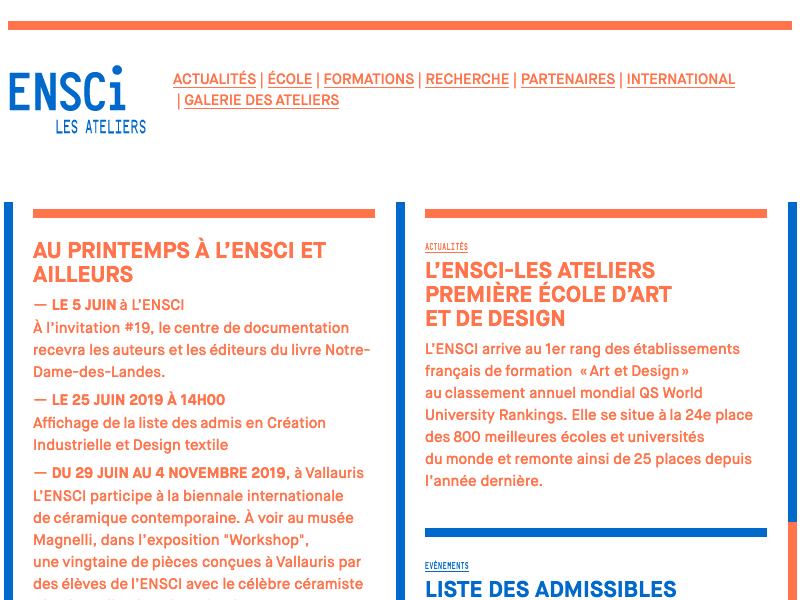 ENSCi
LES ATELIERS
ACTUALITÉS | ÉCOLE | FORMATIONS | RECHERCHE | PARTENAIRES | INTERNATIONAL
| GALERIE DES ATELIERS
AU PRINTEMPS À L'ENSCI ET
AILLEURS
— LE 5 JUIN à L'ENSCI
À l'invitation #19, le centre de documentation
recevra les auteurs et les éditeurs du livre Notre-
Dame-des-Landes.
— LE 25 JUIN 2019 À 14H00
Affichage de la liste des admis en Création
Industrielle et Design textile
— DU 29 JUIN AU 4 NOVEMBRE 2019, à Vallauris
L'ENSCI participe à la biennale internationale
de céramique contemporaine. À voir au musée
Magnelli, dans l'exposition "Workshop",
une vingtaine de pièces conçues à Vallauris par
des élèves de l'ENSCI avec le célèbre céramiste
ACTUALITÉS
L'ENSCI-LES ATELIERS
PREMIÈRE ÉCOLE D'ART
ET DE DESIGN
L'ENSCI arrive au 1er rang des établissements
français de formation « Art et Design »
au classement annuel mondial QS World
University Rankings. Elle se situe à la 24e place
des 800 meilleures écoles et universités
du monde et remonte ainsi de 25 places depuis
l'année dernière.
EVÈNEMENTS
LISTE DES ADMISSIBLES